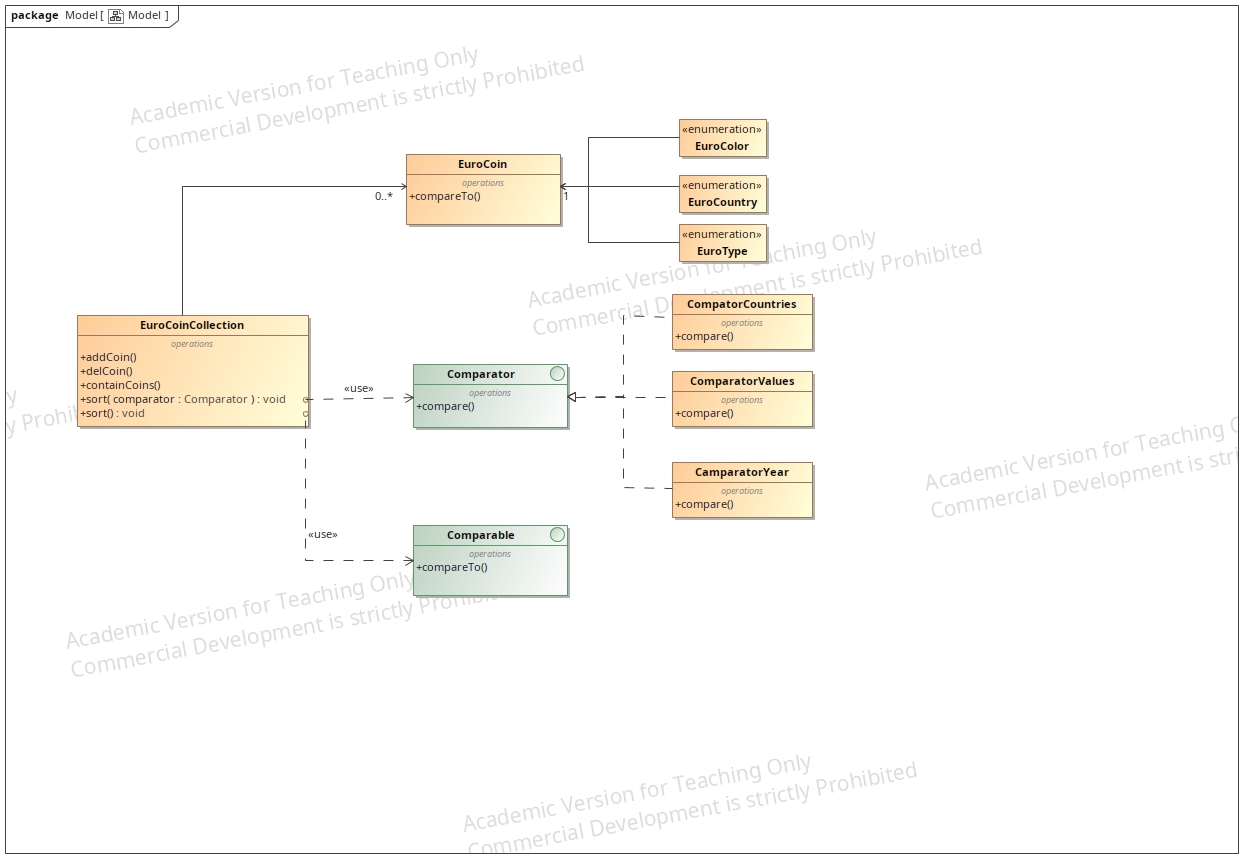 package Model [ Model ]
Academic Version for Teaching Only
Commercial Development is strictly Prohibited
«enumeration»
EuroColor
EuroCoin
operations
+compareTo()
0..*
1
«enumeration»
EuroCountry
«enumeration»
EuroType
Academic Version for Teaching Only
Commercial Development is strictly Prohibited
CompatorCountries
operations
+compare()
EuroCoinCollection
operations
+addCoin()
+delCoin()
+containCoins()
+sort( comparator : Comparator ) : void
+sort() : void
«use»
Comparator
operations
+compare()
ComparatorValues
operations
+compare()
y
y Prohib
Academic Version for Teaching O
Commercial Development is stri
CamparatorYear
operations
+compare()
«use»
Comparable
operations
+compareTo()
Academic Version for Teaching Only
Commercial Development is strictly Prohibit
Academic Version for Teaching Only
Commercial Development is strictly Prohibited